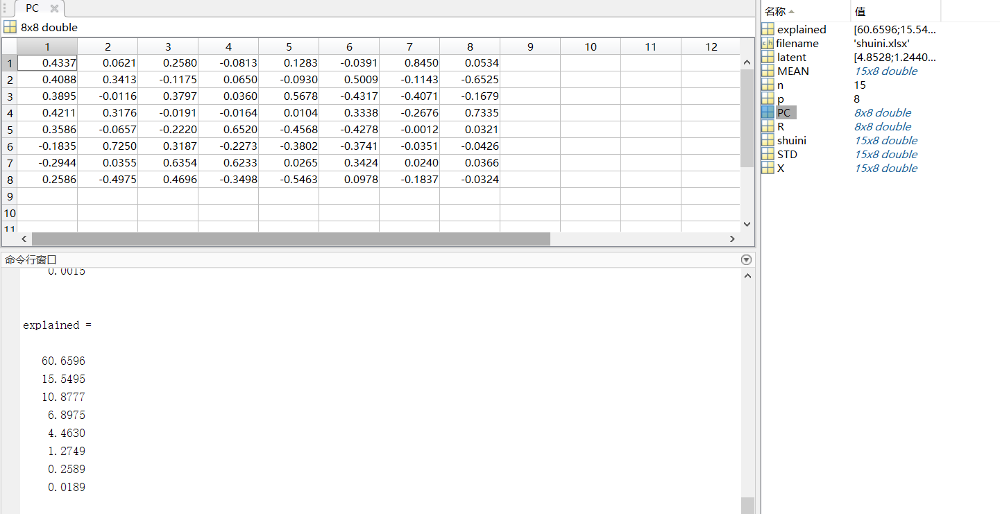 PC
8x8 double
1 2 3 4 5 6 7 8 9 10 11 12
1 0.4337 0.0621 0.2580 -0.0813 0.1283 -0.0391 0.8450 0.0534
2 0.4088 0.3413 -0.1175 0.0650 -0.0930 0.5009 -0.1143 -0.6525
3 0.3895 -0.0116 0.3797 0.0360 0.5678 -0.4317 -0.4071 -0.1679
4 0.4211 0.3176 -0.0191 -0.0164 0.0104 0.3338 -0.2676 0.7335
5 0.3586 -0.0657 -0.2220 0.6520 -0.4568 -0.4278 -0.0012 0.0321
6 -0.1835 0.7250 0.3187 -0.2273 -0.3802 -0.3741 -0.0351 -0.0426
7 -0.2944 0.0355 0.6354 0.6233 0.0265 0.3424 0.0240 0.0366
8 0.2586 -0.4975 0.4696 -0.3498 -0.5463 0.0978 -0.1837 -0.0324
9
10
11
命令行窗口
0.0015
explained =
60.6596
15.5495
10.8777
6.8975
4.4630
1.2749
0.2589
0.0189
名称 值
explained [60.6596;15.54...
filename 'shuini.xlsx'
latent [4.8528;1.2440...
MEAN 15x8 double
n 15
p 8
PC 8x8 double
R 8x8 double
shuini 15x8 double
STD 15x8 double
X 15x8 double